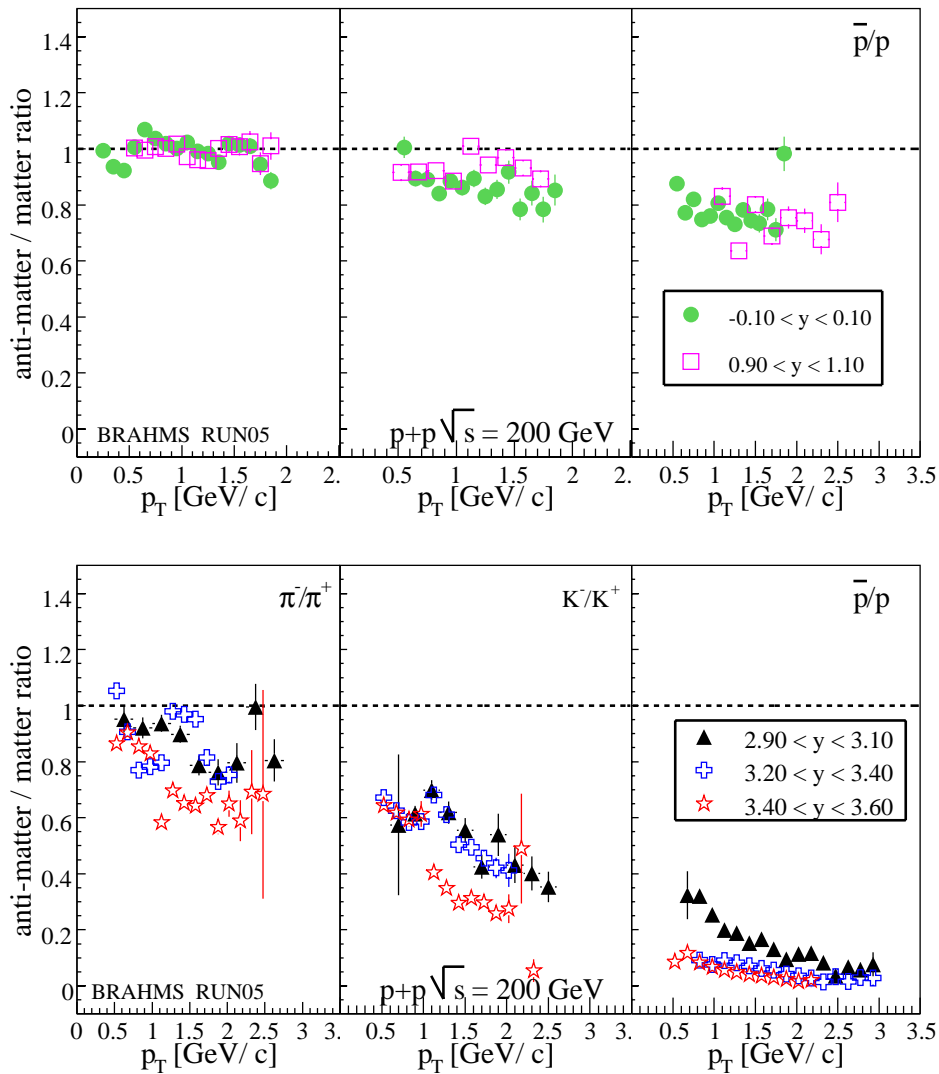 anti-matter / matter ratio
1.4
1.2
1
0.8
0.6
0.4
0.2
0
p̅/p
-0.10 < y < 0.10
0.90 < y < 1.10
BRAHMS RUN05
p+p √s = 200 GeV
0 0.5 1 1.5 2 0 0.5 1 1.5 2. 0 0.5 1 1.5 2 2.5 3 3.5
p_T [GeV/ c] p_T [GeV/ c] p_T [GeV/ c]
anti-matter / matter ratio
1.4
1.2
1
0.8
0.6
0.4
0.2
0
π⁻/π⁺ K⁻/K⁺ p̅/p
2.90 < y < 3.10
3.20 < y < 3.40
3.40 < y < 3.60
BRAHMS RUN05
p+p √s = 200 GeV
0 0.5 1 1.5 2 2.5 3. 0.5 1 1.5 2 2.5 3. 0.5 1 1.5 2 2.5 3 3.5
p_T [GeV/ c] p_T [GeV/ c] p_T [GeV/ c]